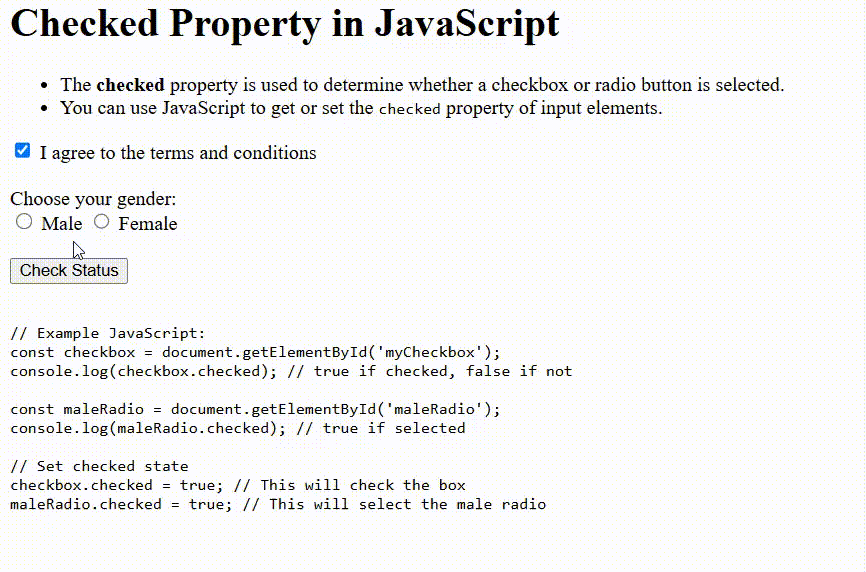 Checked Property in JavaScript
The checked property is used to determine whether a checkbox or radio button is selected.
You can use JavaScript to get or set the checked property of input elements.
I agree to the terms and conditions
Choose your gender:
Male Female
Check Status
// Example JavaScript:
const checkbox = document.getElementById('myCheckbox');
console.log(checkbox.checked); // true if checked, false if not
const maleRadio = document.getElementById('maleRadio');
console.log(maleRadio.checked); // true if selected
// Set checked state
checkbox.checked = true; // This will check the box
maleRadio.checked = true; // This will select the male radio